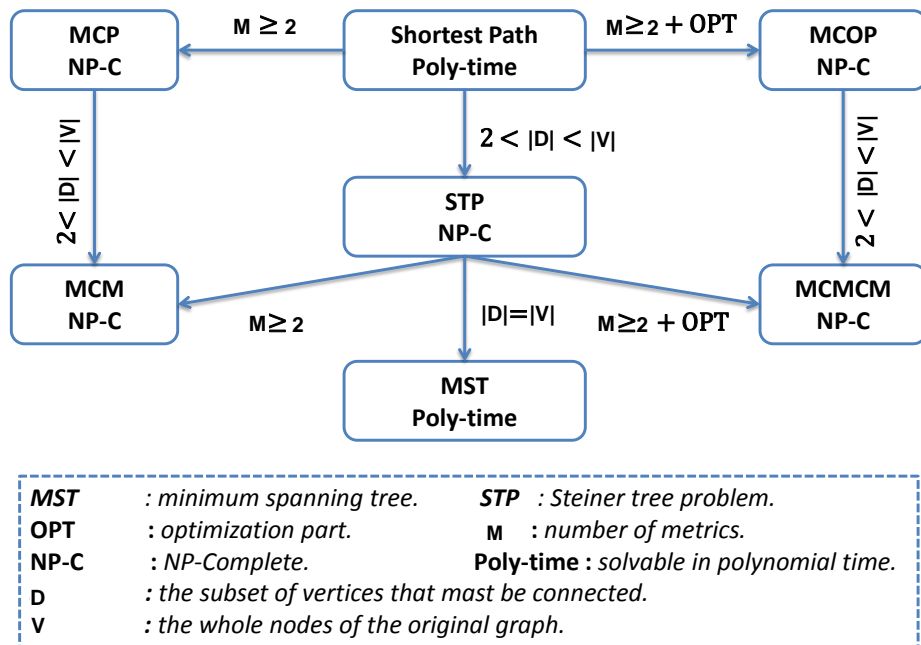 MCP
NP-C
M ≥ 2
Shortest Path
Poly-time
M≥2 + OPT
MCOP
NP-C
2 < |D| < |V|
2 < |D| < |V|
2 < |D| < |V|
STP
NP-C
MCM
NP-C
M≥ 2
|D|=|V|
M≥2 + OPT
MCMCM
NP-C
MST
Poly-time
MST : minimum spanning tree. STP : Steiner tree problem.
OPT : optimization part. M : number of metrics.
NP-C : NP-Complete. Poly-time : solvable in polynomial time.
D : the subset of vertices that mast be connected.
V : the whole nodes of the original graph.